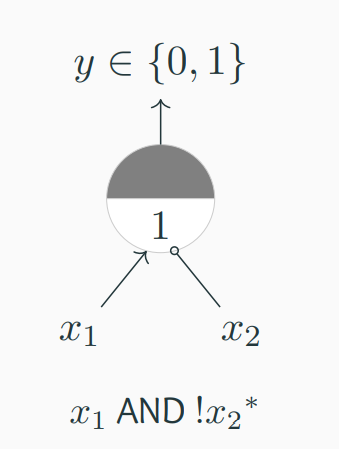 y ∈ {0, 1}
1
x₁ x₂
x₁ AND !x₂*